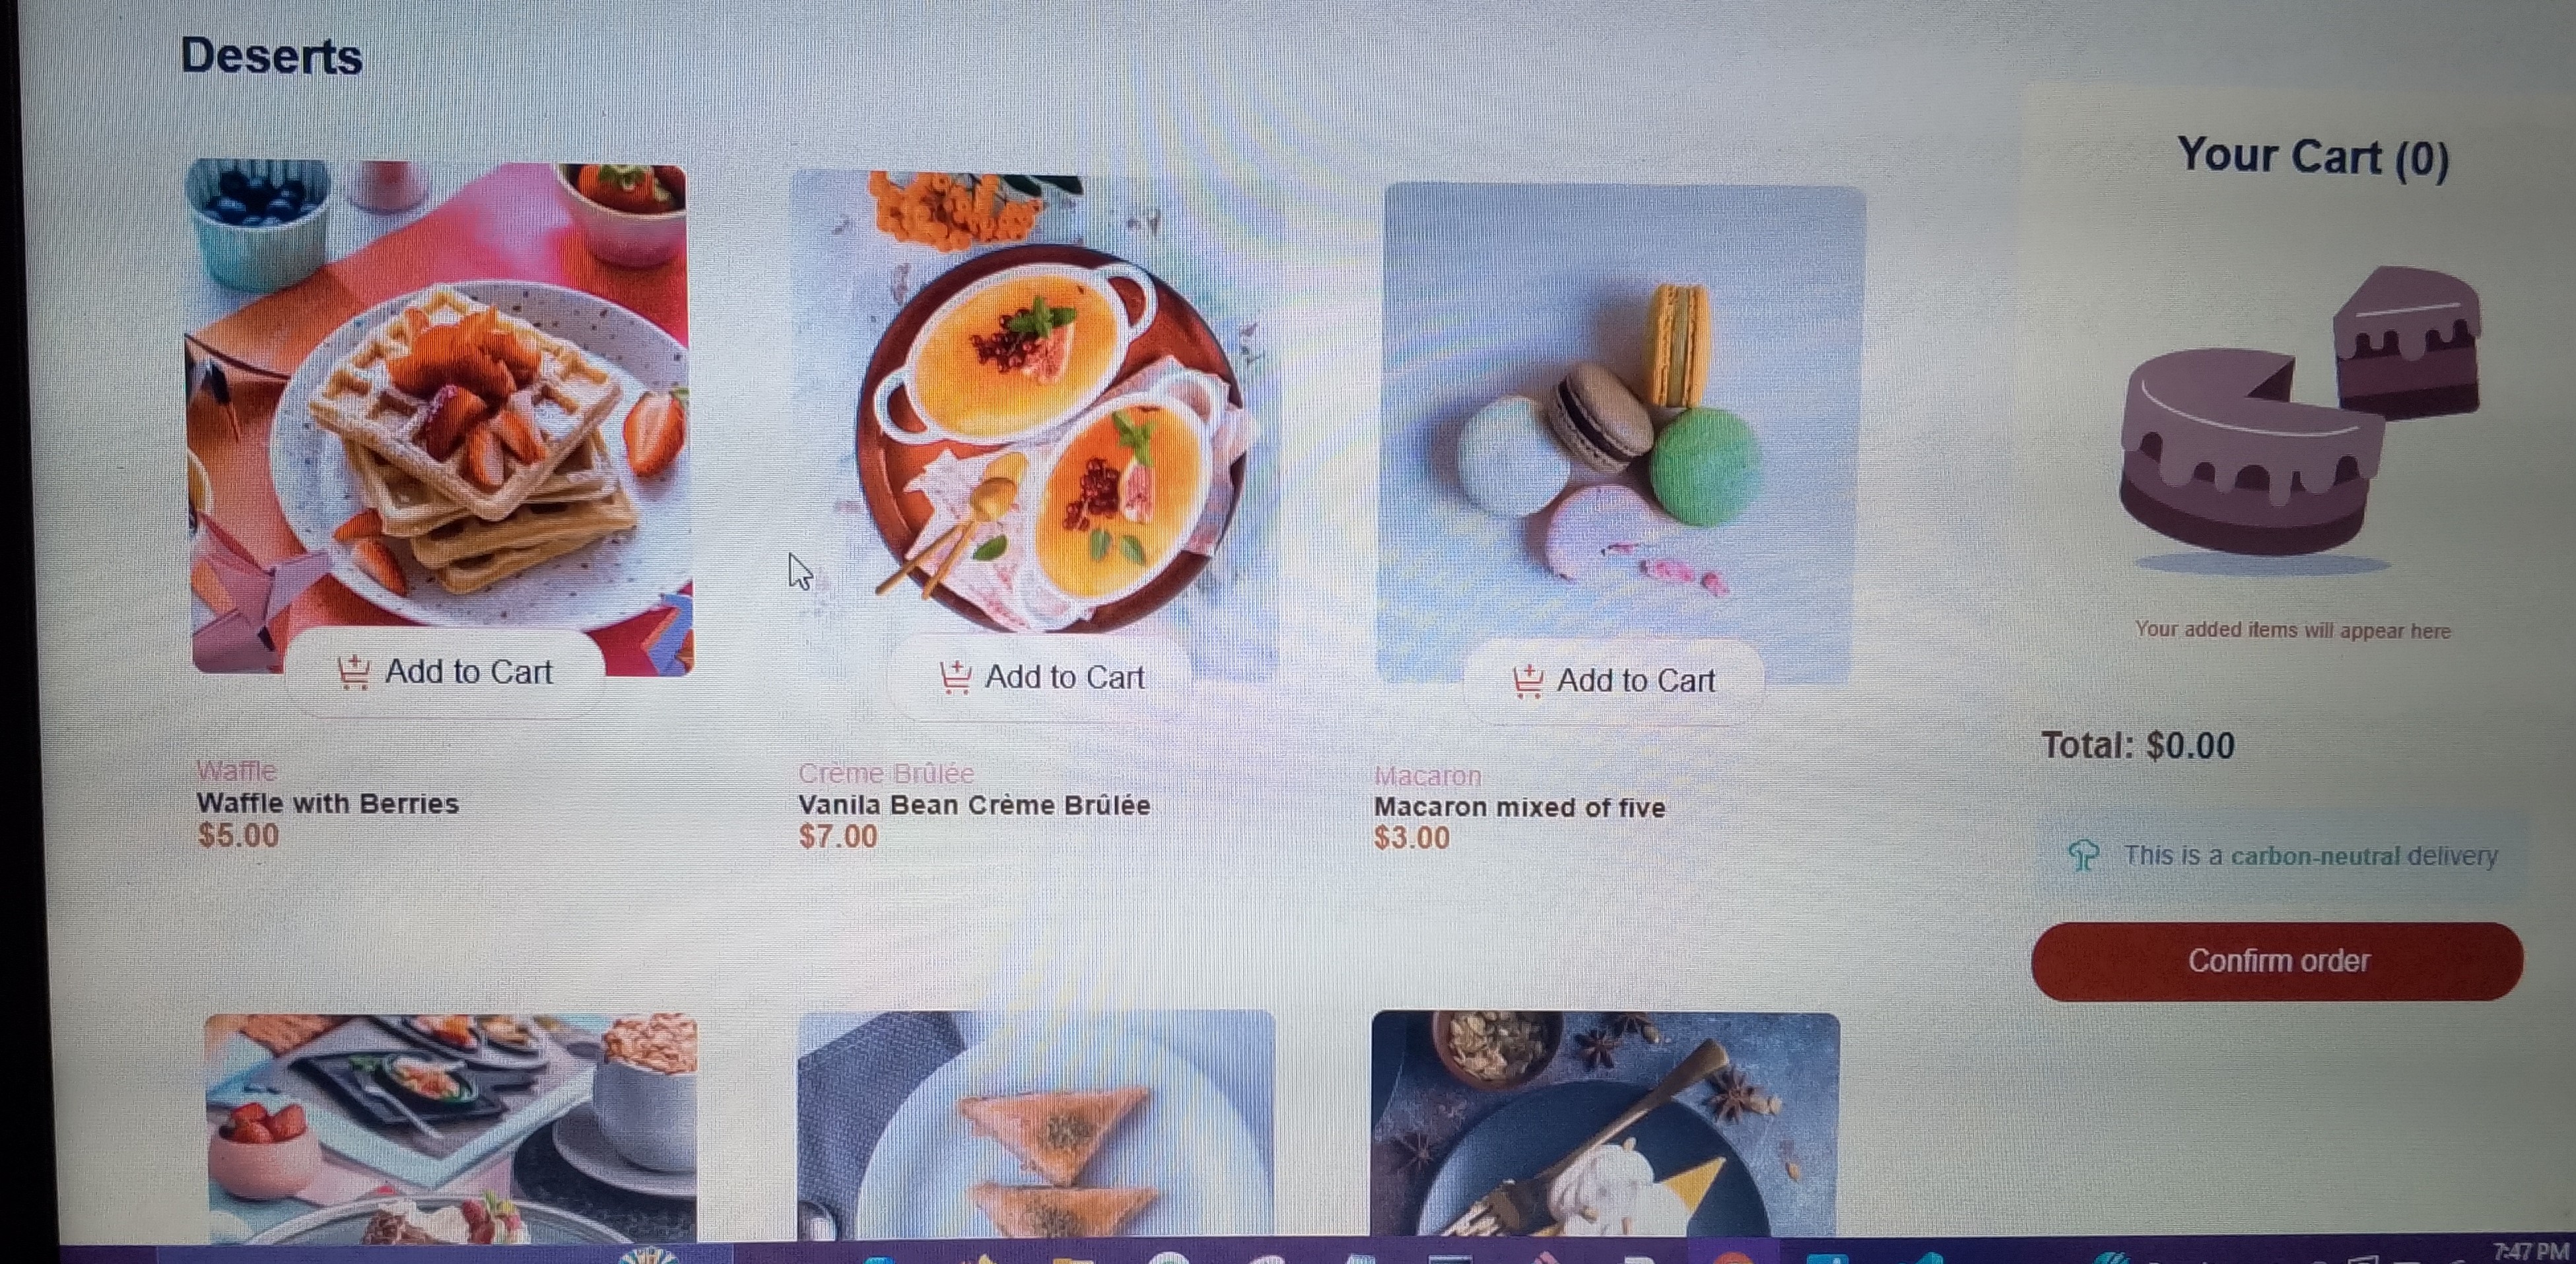 Deserts
Your Cart (0)
Your added items will appear here
Add to Cart
Add to Cart
Add to Cart
Waffle
Waffle with Berries
$5.00
Crème Brûlée
Vanila Bean Crème Brûlée
$7.00
Macaron
Macaron mixed of five
$3.00
Total: $0.00
This is a carbon-neutral delivery
Confirm order
7:47 PM